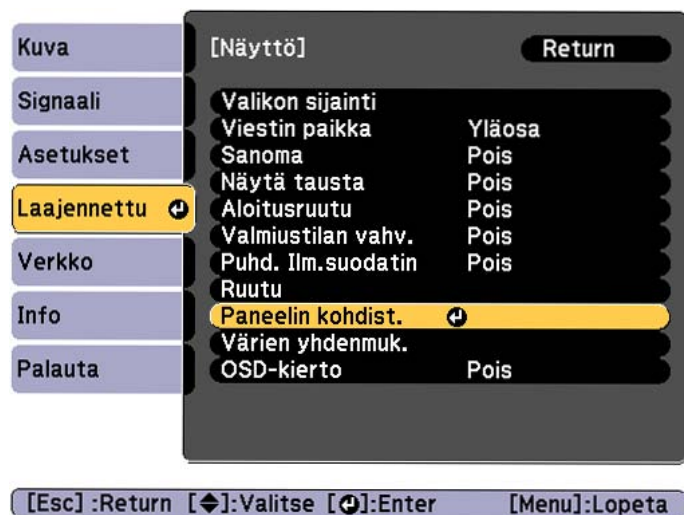 Kuva
Signaali
Asetukset
Laajennettu
Verkko
Info
Palauta
[Näyttö] Return
Valikon sijainti
Viestin paikka Yläosa
Sanoma Pois
Näytä tausta Pois
Aloitusruutu Pois
Valmiustilan vahv. Pois
Puhd. Ilm.suodatin Pois
Ruutu
Paneelin kohdist.
Värien yhdenmuk.
OSD-kierto Pois
[Esc] :Return [◆]:Valitse [⏎]:Enter [Menu]:Lopeta